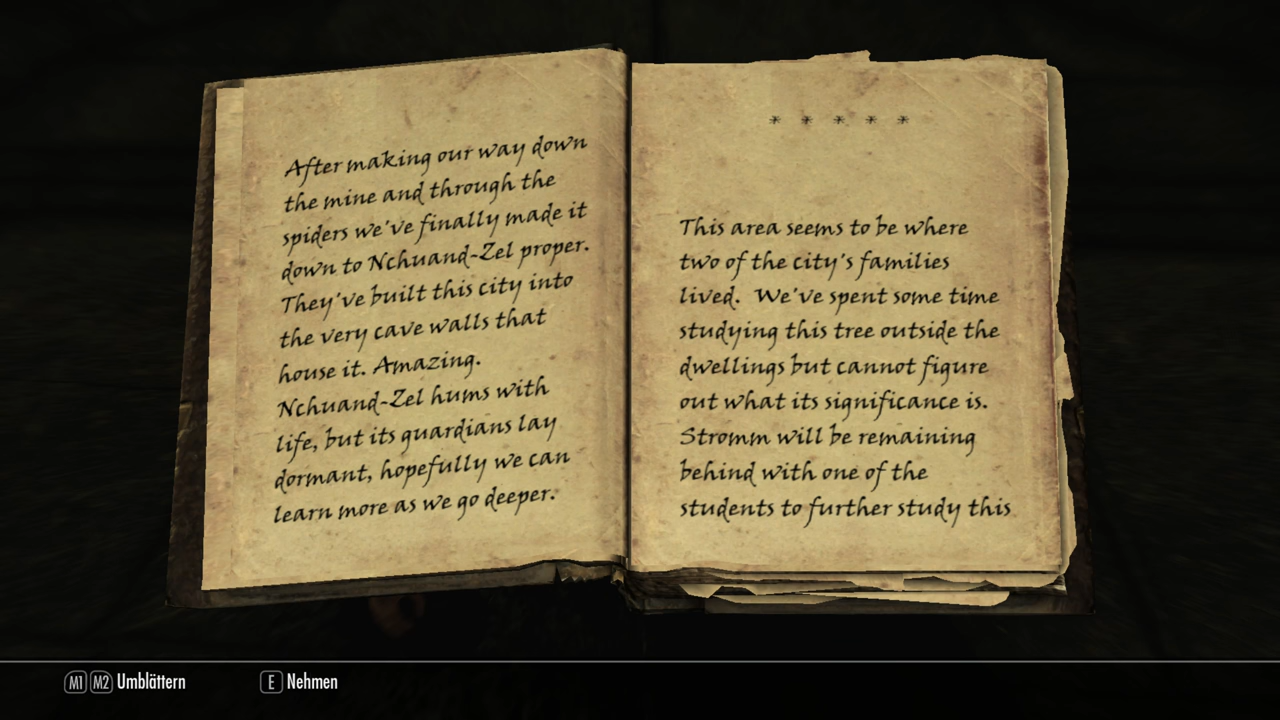 After making our way down
the mine and through the
spiders we've finally made it
down to Nchuand-Zel proper.
They've built this city into
the very cave walls that
house it. Amazing.
Nchuand-Zel hums with
life, but its guardians lay
dormant, hopefully we can
learn more as we go deeper.
* * * * *
This area seems to be where
two of the city's families
lived. We've spent some time
studying this tree outside the
dwellings but cannot figure
out what its significance is.
Stromm will be remaining
behind with one of the
students to further study this
M1 M2 Umblättern E Nehmen